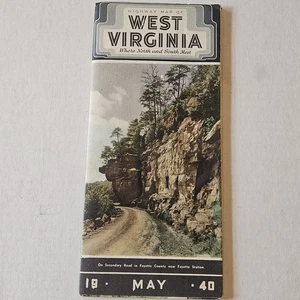 HIGHWAY MAP OF
WEST
VIRGINIA
Where North and South Meet
On Secondary Road in Fayette County near Fayette Station.
19 · MAY · 40